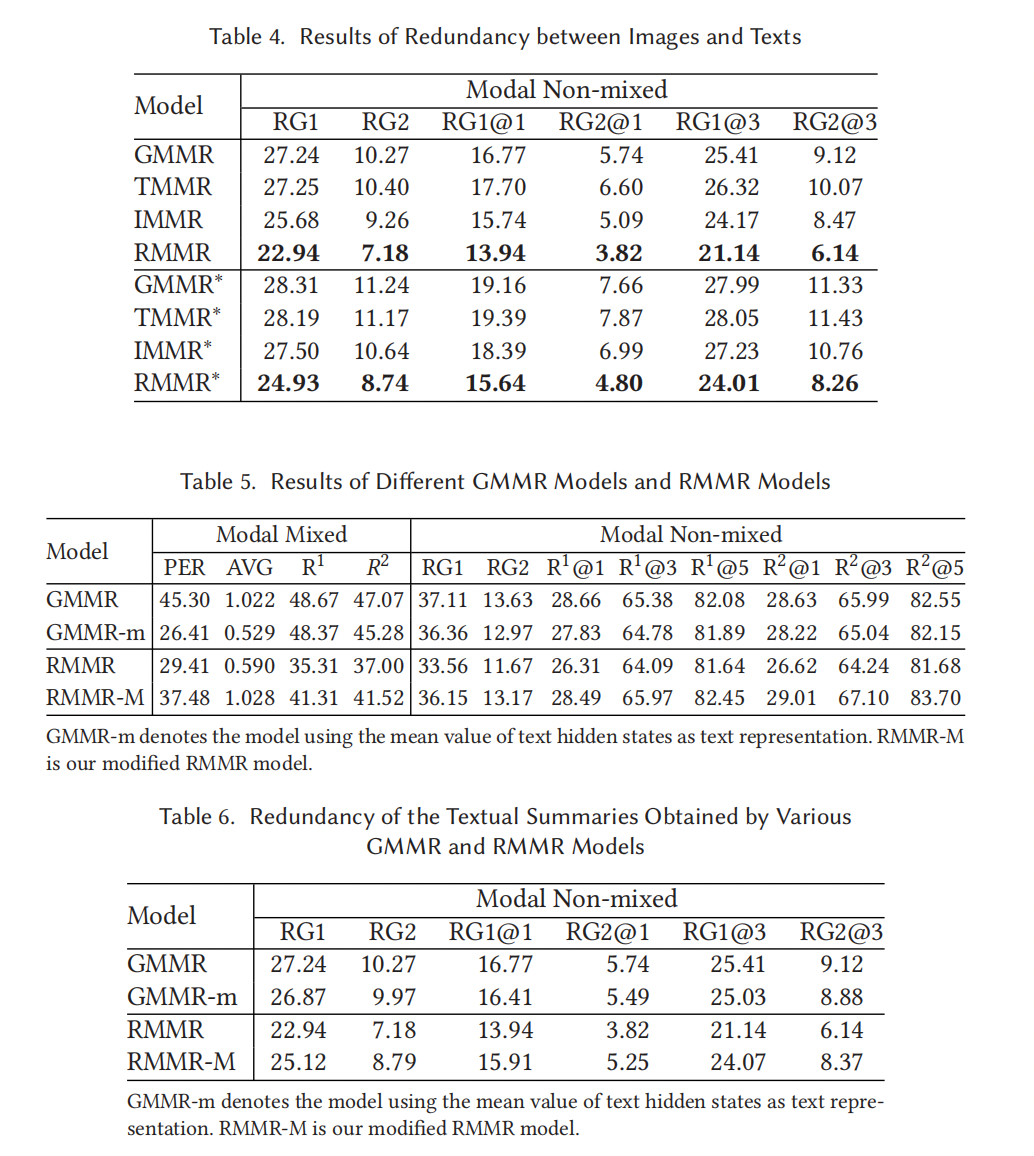 Table 4. Results of Redundancy between Images and Texts
Model Modal Non-mixed
RG1 RG2 RG1@1 RG2@1 RG1@3 RG2@3
GMMR 27.24 10.27 16.77 5.74 25.41 9.12
TMMR 27.25 10.40 17.70 6.60 26.32 10.07
IMMR 25.68 9.26 15.74 5.09 24.17 8.47
RMMR 22.94 7.18 13.94 3.82 21.14 6.14
GMMR* 28.31 11.24 19.16 7.66 27.99 11.33
TMMR* 28.19 11.17 19.39 7.87 28.05 11.43
IMMR* 27.50 10.64 18.39 6.99 27.23 10.76
RMMR* 24.93 8.74 15.64 4.80 24.01 8.26
Table 5. Results of Different GMMR Models and RMMR Models
Model Modal Mixed Modal Non-mixed
PER AVG R¹ R² RG1 RG2 R¹@1 R¹@3 R¹@5 R²@1 R²@3 R²@5
GMMR 45.30 1.022 48.67 47.07 37.11 13.63 28.66 65.38 82.08 28.63 65.99 82.55
GMMR-m 26.41 0.529 48.37 45.28 36.36 12.97 27.83 64.78 81.89 28.22 65.04 82.15
RMMR 29.41 0.590 35.31 37.00 33.56 11.67 26.31 64.09 81.64 26.62 64.24 81.68
RMMR-M 37.48 1.028 41.31 41.52 36.15 13.17 28.49 65.97 82.45 29.01 67.10 83.70
GMMR-m denotes the model using the mean value of text hidden states as text representation. RMMR-M
is our modified RMMR model.
Table 6. Redundancy of the Textual Summaries Obtained by Various
GMMR and RMMR Models
Model Modal Non-mixed
RG1 RG2 RG1@1 RG2@1 RG1@3 RG2@3
GMMR 27.24 10.27 16.77 5.74 25.41 9.12
GMMR-m 26.87 9.97 16.41 5.49 25.03 8.88
RMMR 22.94 7.18 13.94 3.82 21.14 6.14
RMMR-M 25.12 8.79 15.91 5.25 24.07 8.37
GMMR-m denotes the model using the mean value of text hidden states as text repre-
sentation. RMMR-M is our modified RMMR model.